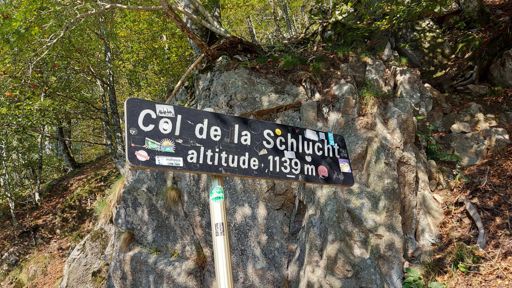 Col de la Schlucht
altitude 1139 m